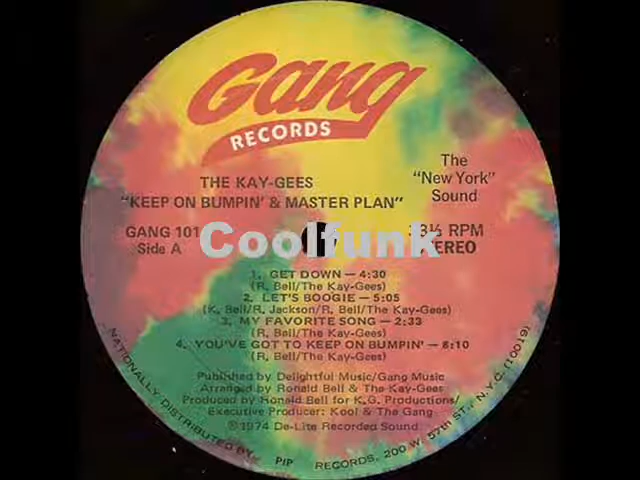 Gang
RECORDS
THE KAY-GEES
"KEEP ON BUMPIN' & MASTER PLAN"
The
"New York"
Sound
GANG 101
Side A
33⅓ RPM
STEREO
Coolfunk
1. GET DOWN — 4:30
(R. Bell/The Kay-Gees)
2. LET'S BOOGIE — 5:05
(K. Bell/R. Jackson/R. Bell/The Kay-Gees)
3. MY FAVORITE SONG — 2:33
(R. Bell/The Kay-Gees)
4. YOU'VE GOT TO KEEP ON BUMPIN' — 8:10
(R. Bell/The Kay-Gees)
Published by Delightful Music/Gang Music
Arranged by Ronald Bell & The Kay-Gees
Produced by Ronald Bell for K.G. Productions/
Executive Producer: Kool & The Gang
℗1974 De-Lite Recorded Sound
NATIONALLY DISTRIBUTED BY PIP RECORDS, 200 W. 57th ST., N.Y.C. (10019)